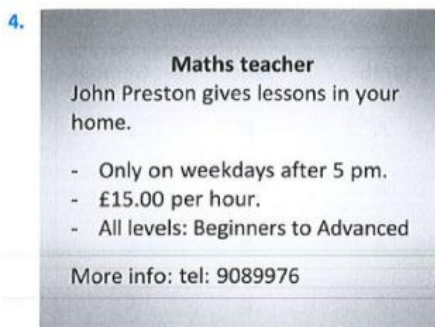 4.
Maths teacher
John Preston gives lessons in your
home.
- Only on weekdays after 5 pm.
- £15.00 per hour.
- All levels: Beginners to Advanced
More info: tel: 9089976